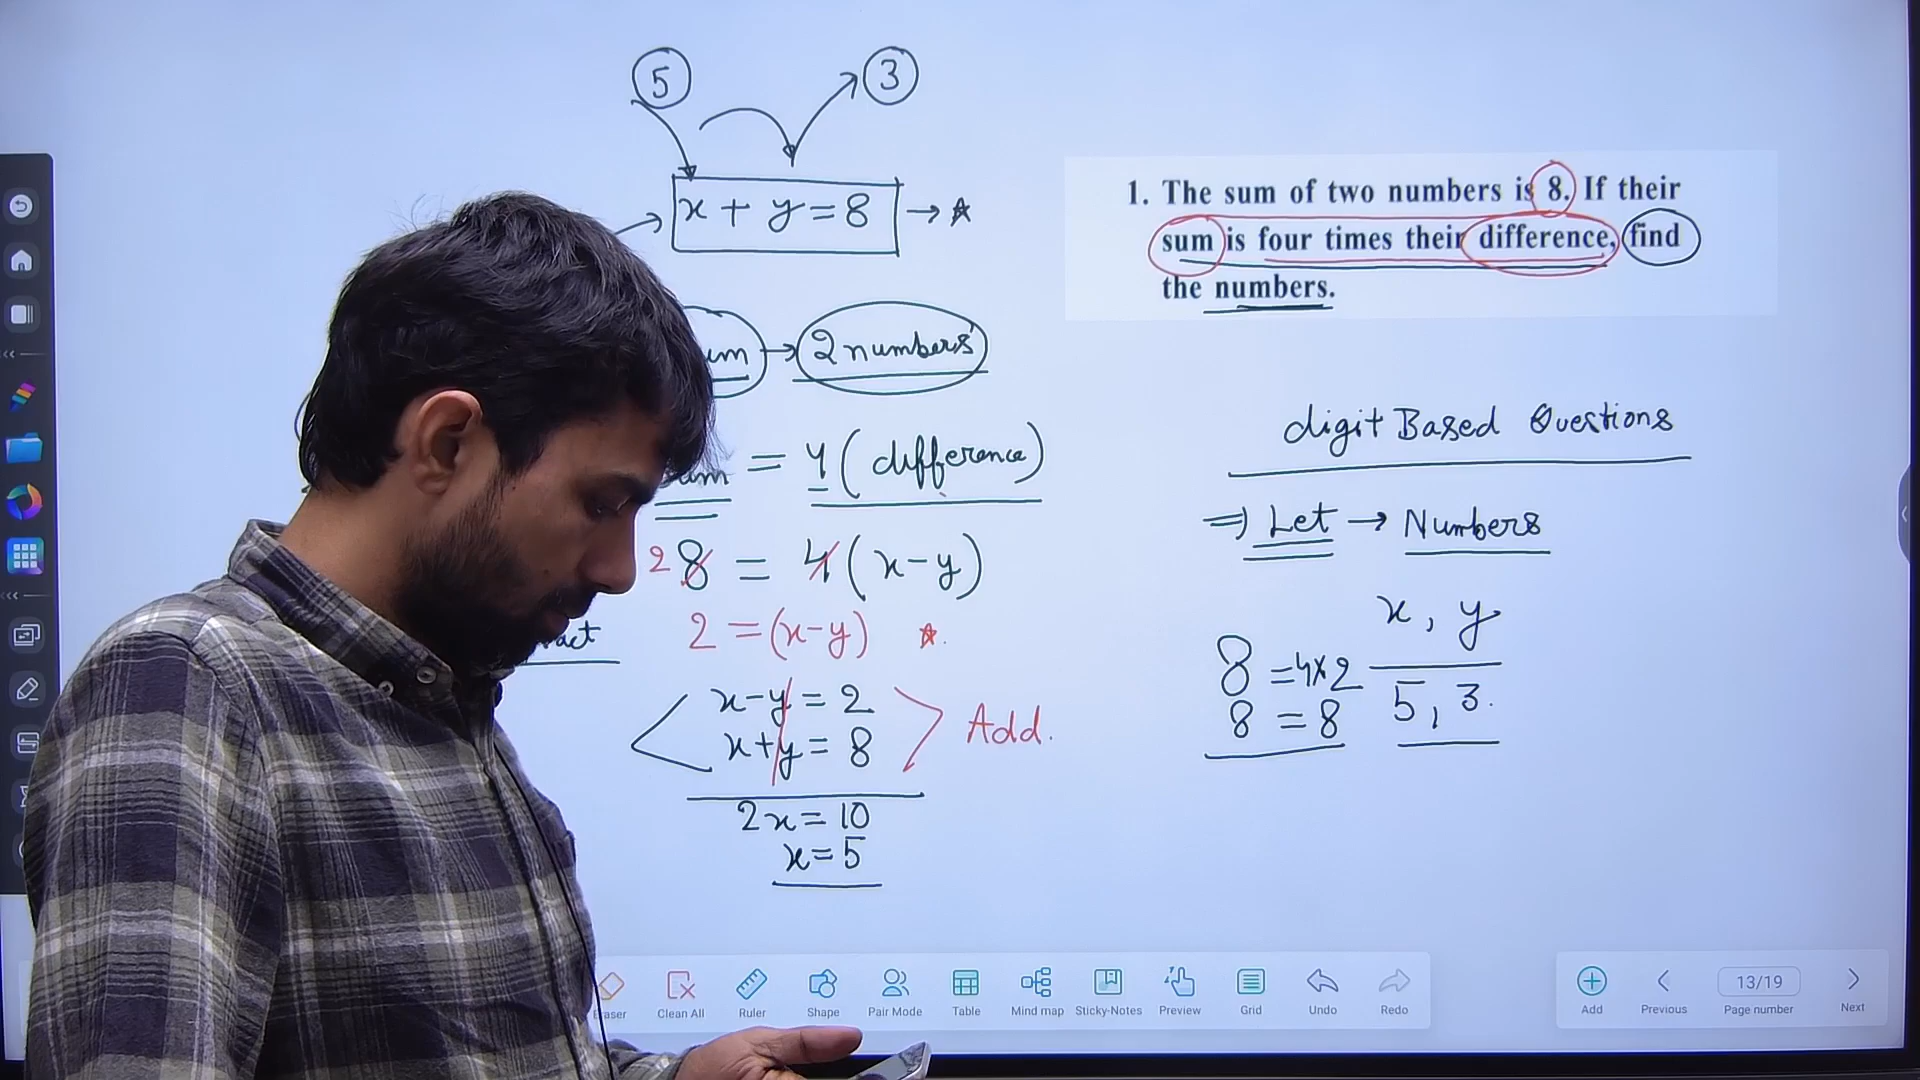 5
3
x + y = 8 → ☆
1. The sum of two numbers is 8. If their
sum is four times their difference, find
the numbers.
→ 2 numbers
= 4 ( difference )
8 = 4 ( x - y )
2
2 = (x-y) ☆.
x - y = 2
x + y = 8
Add.
2x = 10
x = 5
digit Based Questions
⇒ Let → Numbers
x , y
8 = 4 x 2
8 = 8
5 , 3.
Clean All
Ruler
Shape
Pair Mode
Table
Mind map
Sticky-Notes
Preview
Grid
Undo
Redo
Add
Previous
13/19
Page number
Next